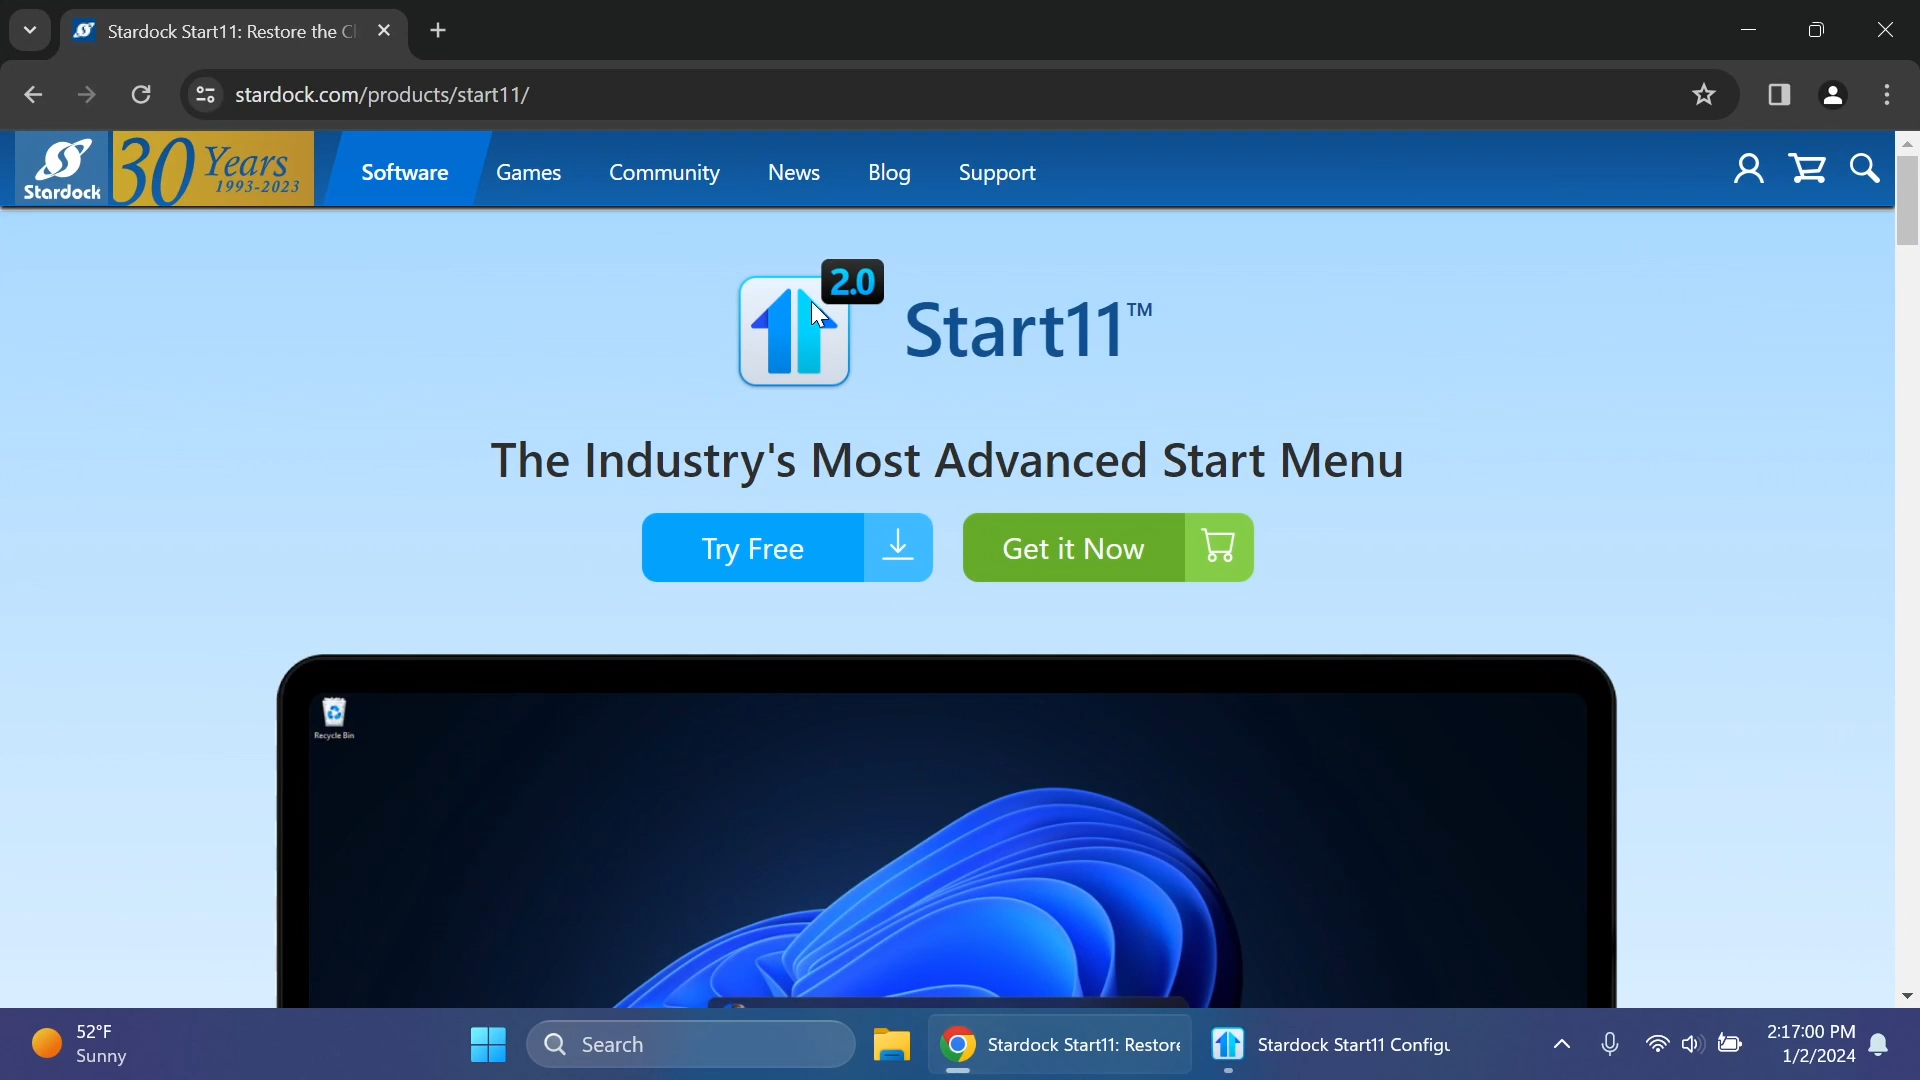 Stardock Start11: Restore the Cl
stardock.com/products/start11/
Stardock
30 Years
1993-2023
Software
Games
Community
News
Blog
Support
2.0
Start11™
The Industry's Most Advanced Start Menu
Try Free
Get it Now
Recycle Bin
52°F
Sunny
Search
Stardock Start11: Restore
Stardock Start11 Configu
2:17:00 PM
1/2/2024